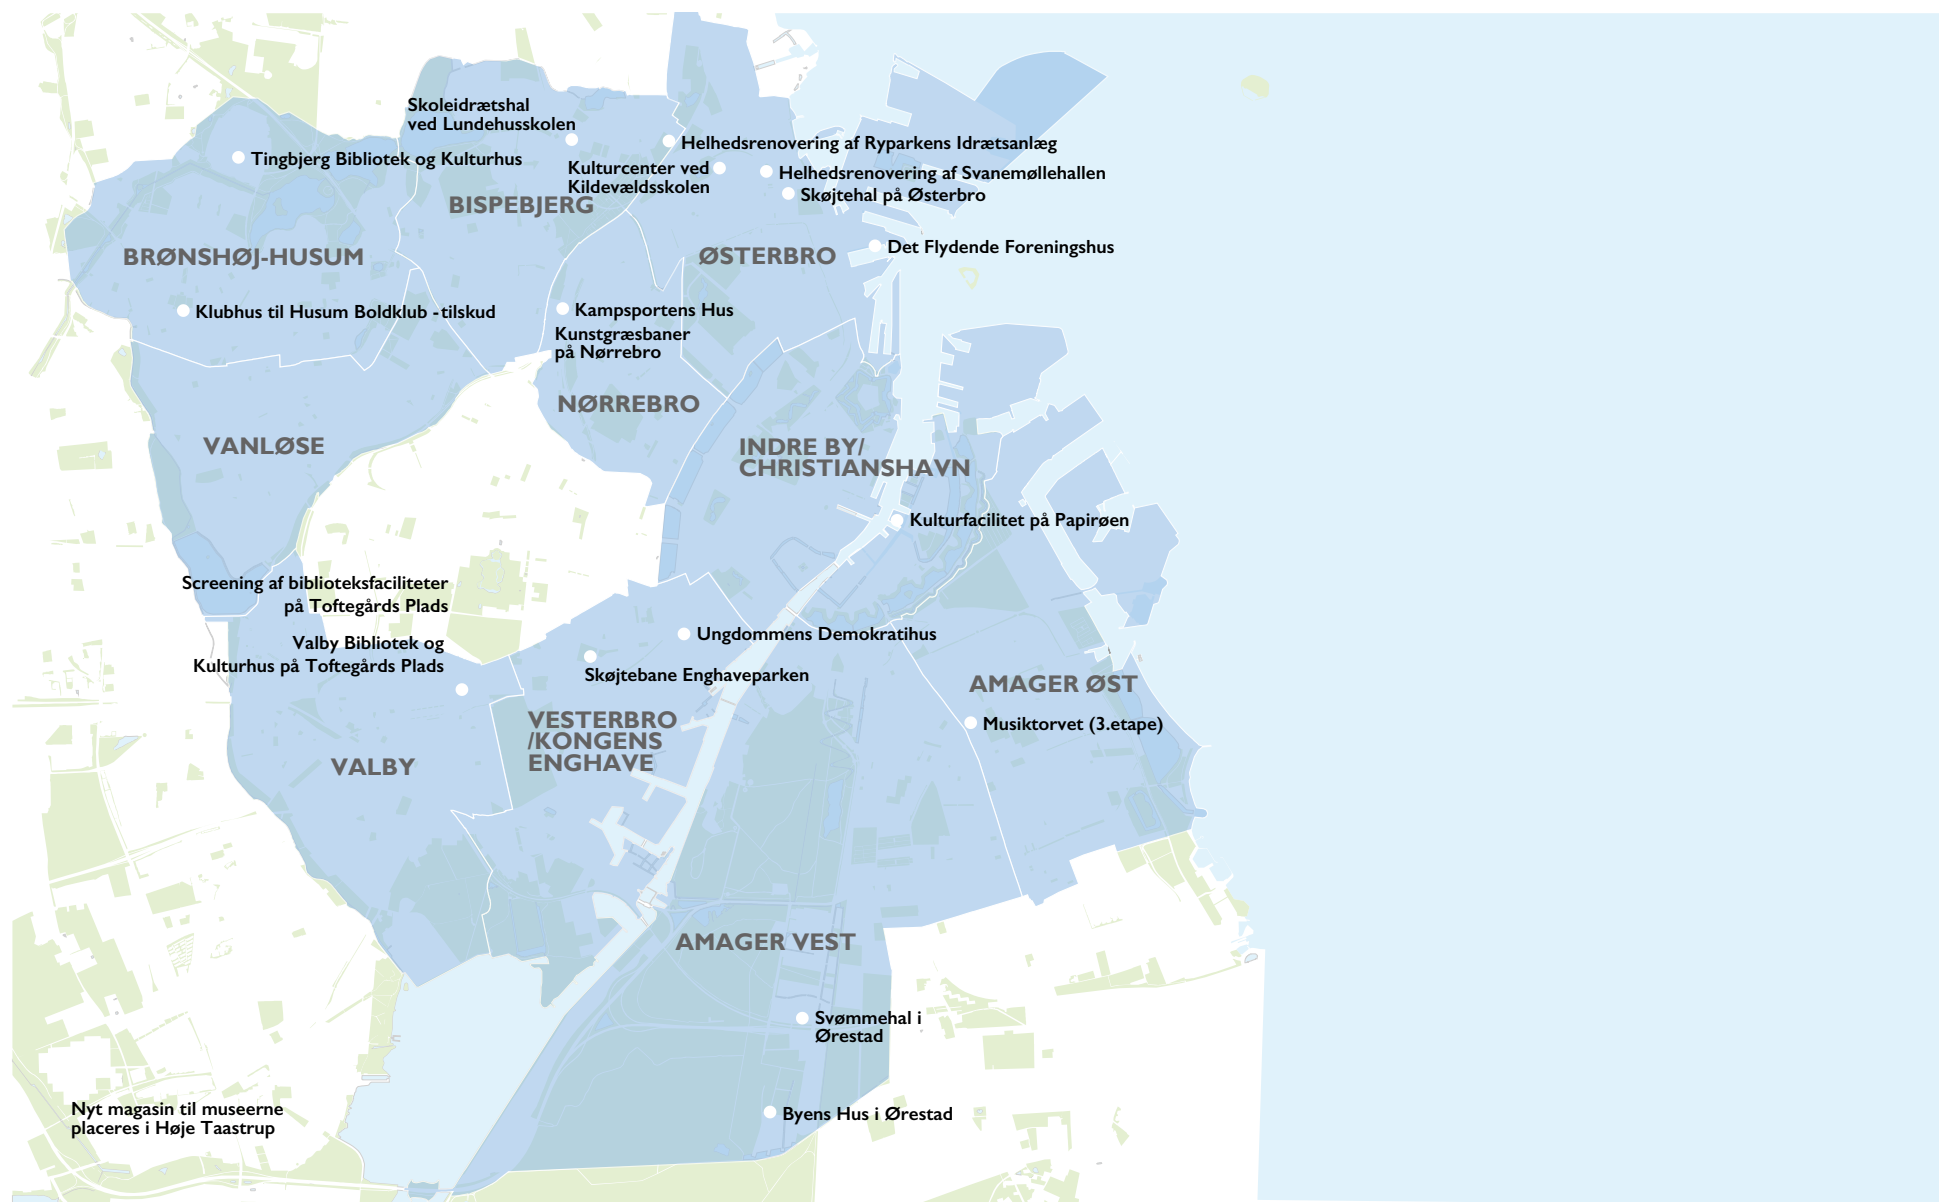 Skoleidrætshal
ved Lundehusskolen
Helhedsrenovering af Ryparkens Idrætsanlæg
Tingbjerg Bibliotek og Kulturhus
Kulturcenter ved
Kildevældsskolen
Helhedsrenovering af Svanemøllehallen
Skøjtehal på Østerbro
BISPEBJERG
BRØNSHØJ-HUSUM
ØSTERBRO
Det Flydende Foreningshus
Klubhus til Husum Boldklub - tilskud
Kampsportens Hus
Kunstgræsbaner
på Nørrebro
NØRREBRO
VANLØSE
INDRE BY/
CHRISTIANSHAVN
Kulturfacilitet på Papirøen
Screening af biblioteksfaciliteter
på Toftegårds Plads
Valby Bibliotek og
Kulturhus på Toftegårds Plads
Ungdommens Demokratihus
Skøjtebane Enghaveparken
AMAGER ØST
Musiktorvet (3.etape)
VESTERBRO
/KONGENS
ENGHAVE
VALBY
AMAGER VEST
Svømmehal i
Ørestad
Byens Hus i Ørestad
Nyt magasin til museerne
placeres i Høje Taastrup